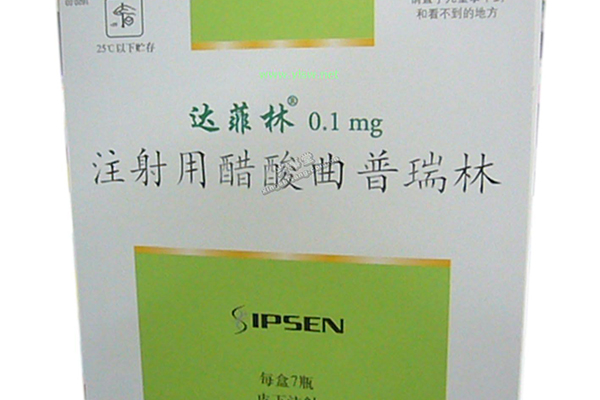 25℃以下贮存
和看不到的地方
达菲林® 0.1 mg
注射用醋酸曲普瑞林
IPSEN
每盒7瓶